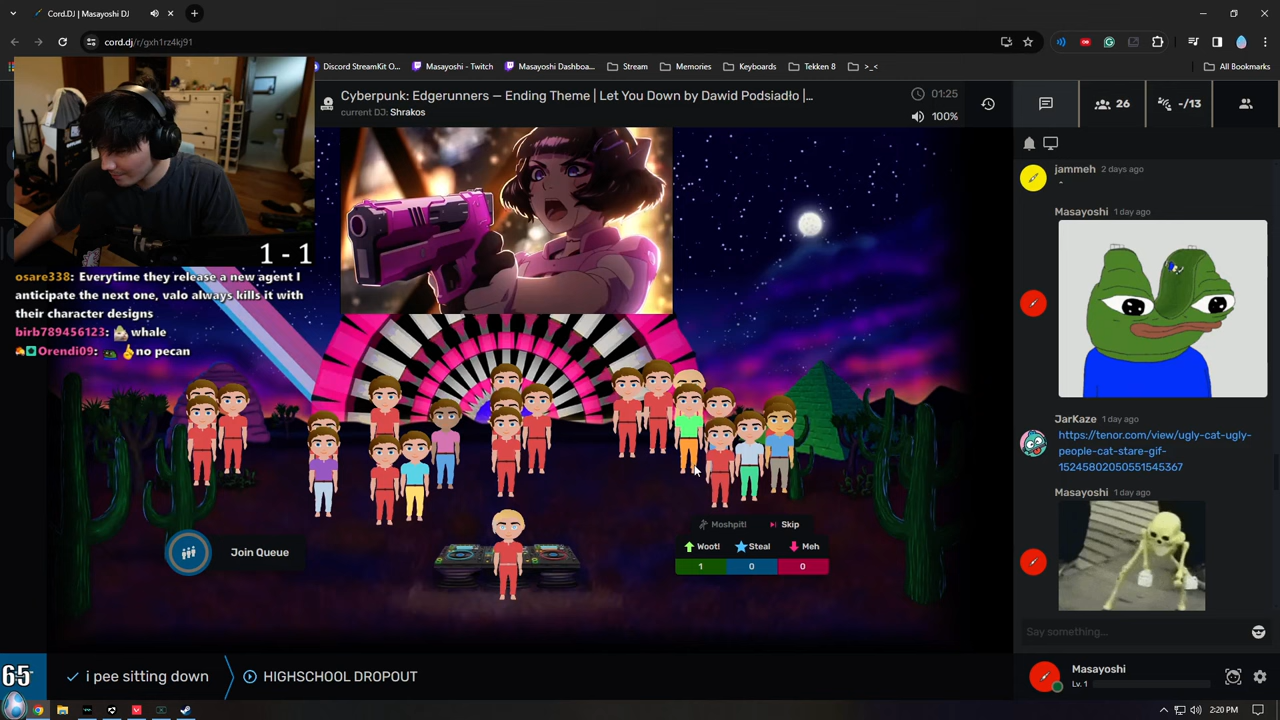 Cord.DJ | Masayoshi DJ
cord.dj/r/gxh1rz4kj91
Discord StreamKit O...
Masayoshi - Twitch
Masayoshi Dashboa...
Stream
Memories
Keyboards
Tekken 8
>_<
All Bookmarks
Cyberpunk: Edgerunners — Ending Theme | Let You Down by Dawid Podsiadło |...
current DJ: Shrakos
01:25
100%
26
-/13
1 - 1
osare338: Everytime they release a new agent I
anticipate the next one, valo always kills it with
their character designs
birb789456123: whale
Orendi09: no pecan
jammeh 2 days ago
^
Masayoshi 1 day ago
JarKaze 1 day ago
https://tenor.com/view/ugly-cat-ugly-
people-cat-stare-gif-
15245802050551545367
Masayoshi 1 day ago
Moshpit!
Skip
Woot!
Steal
Meh
1
0
0
Join Queue
Say something...
65
i pee sitting down
HIGHSCHOOL DROPOUT
Masayoshi
Lv. 1
2:20 PM